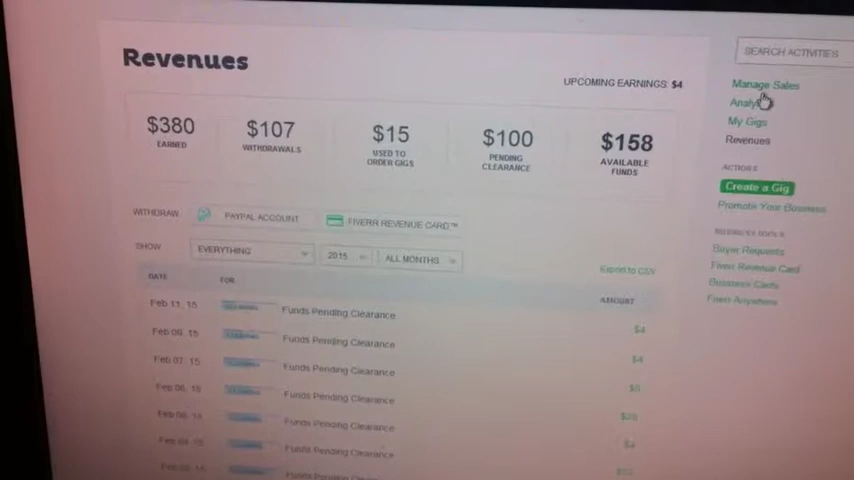 Revenues
UPCOMING EARNINGS: $4
$380
EARNED
$107
WITHDRAWALS
$15
USED TO
ORDER GIGS
$100
PENDING
CLEARANCE
$158
AVAILABLE
FUNDS
WITHDRAW
PAYPAL ACCOUNT
FIVERR REVENUE CARD™
SHOW
EVERYTHING
2015
ALL MONTHS
Export to CSV
DATE
FOR
AMOUNT
Feb 11, 15
Funds Pending Clearance
$4
Feb 09, 15
Funds Pending Clearance
$4
Feb 07, 15
Funds Pending Clearance
Feb 06, 15
Funds Pending Clearance
Funds Pending Clearance
$4
Funds Pending Clearance
Funds Pending Clearance
SEARCH ACTIVITIES
Manage Sales
My Gigs
Revenues
ACTIONS
Create a Gig
Promote Your Business
Buyer Requests
Fiverr Revenue Card
Business Cards
Fiverr Anywhere